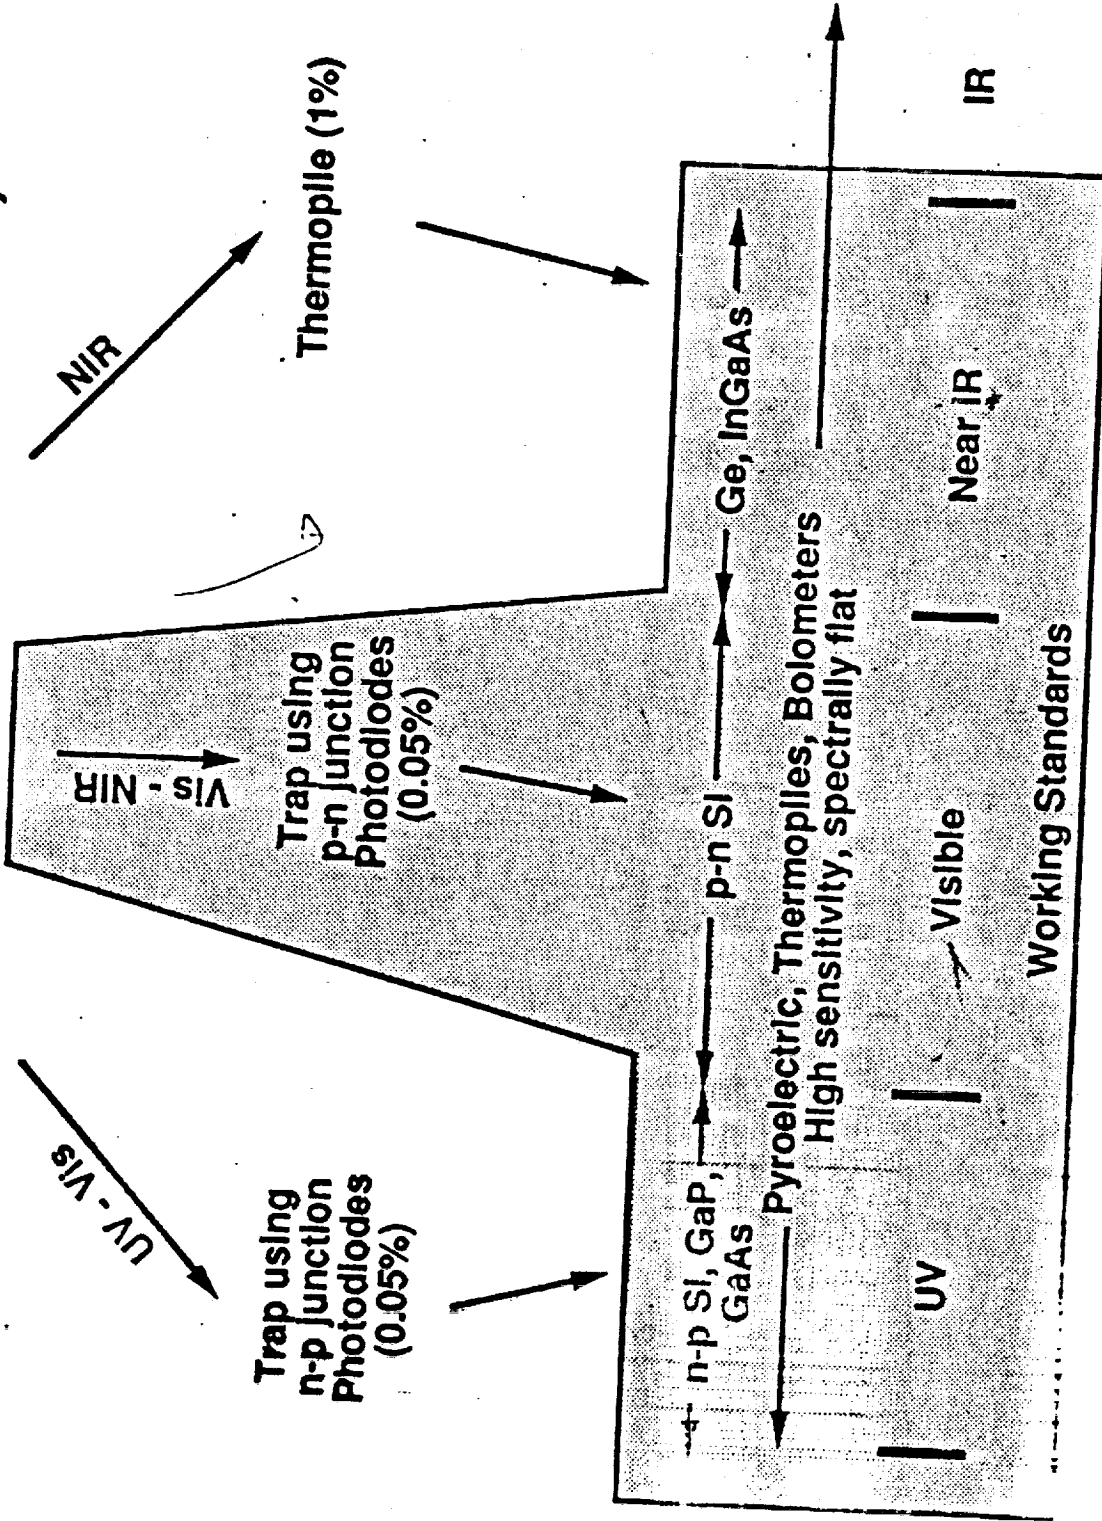 UV - Vis
Vis - NIR
NIR
Trap using
n-p junction
Photodiodes
(0.05%)
Trap using
p-n junction
Photodiodes
(0.05%)
Thermopile (1%)
n-p Si, GaP,
GaAs
p-n Si
Ge, InGaAs
Pyroelectric, Thermopiles, Bolometers
High sensitivity, spectrally flat
UV
Visible
Near IR
IR
Working Standards